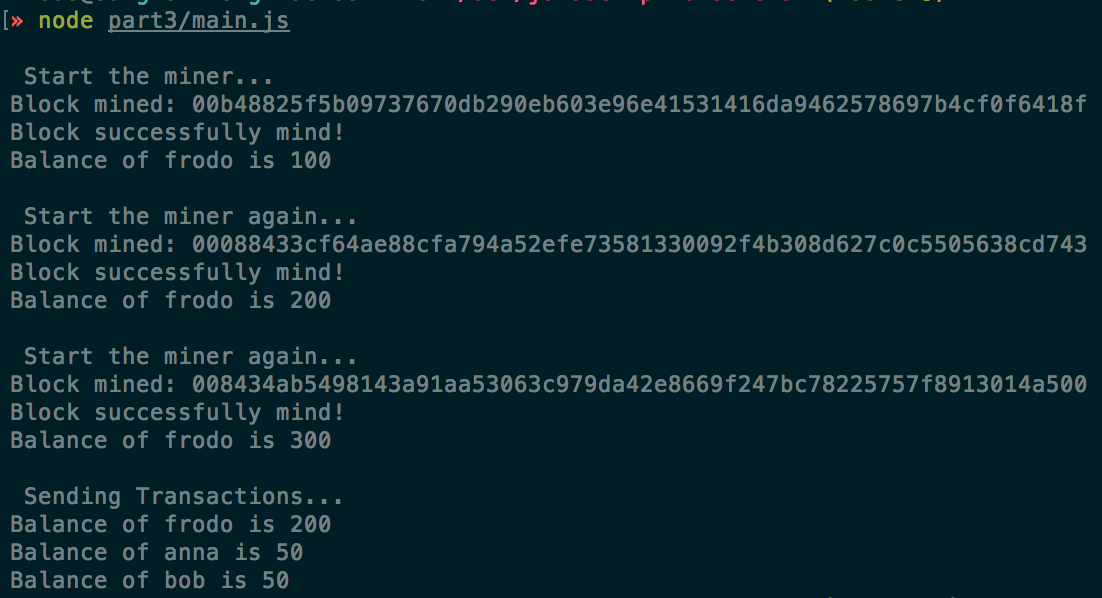 [» node part3/main.js
Start the miner...
Block mined: 00b48825f5b09737670db290eb603e96e41531416da9462578697b4cf0f6418f
Block successfully mind!
Balance of frodo is 100
Start the miner again...
Block mined: 00088433cf64ae88cfa794a52efe73581330092f4b308d627c0c5505638cd743
Block successfully mind!
Balance of frodo is 200
Start the miner again...
Block mined: 008434ab5498143a91aa53063c979da42e8669f247bc78225757f8913014a500
Block successfully mind!
Balance of frodo is 300
Sending Transactions...
Balance of frodo is 200
Balance of anna is 50
Balance of bob is 50